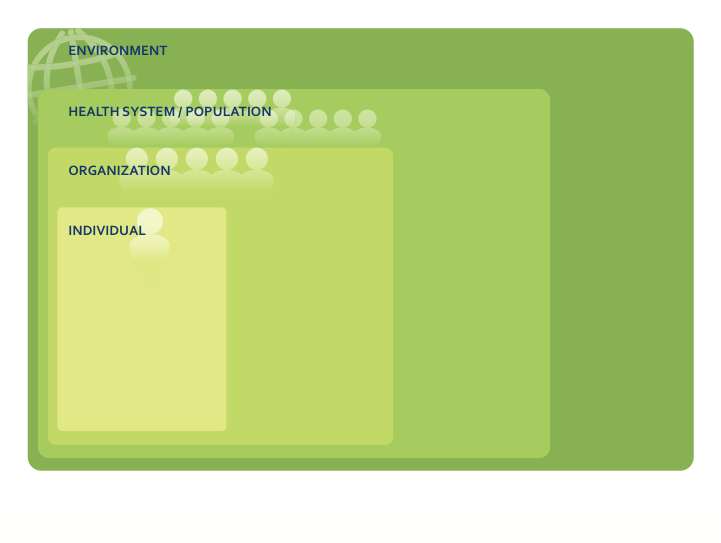 ENVIRONMENT
HEALTH SYSTEM / POPULATION
ORGANIZATION
INDIVIDUAL